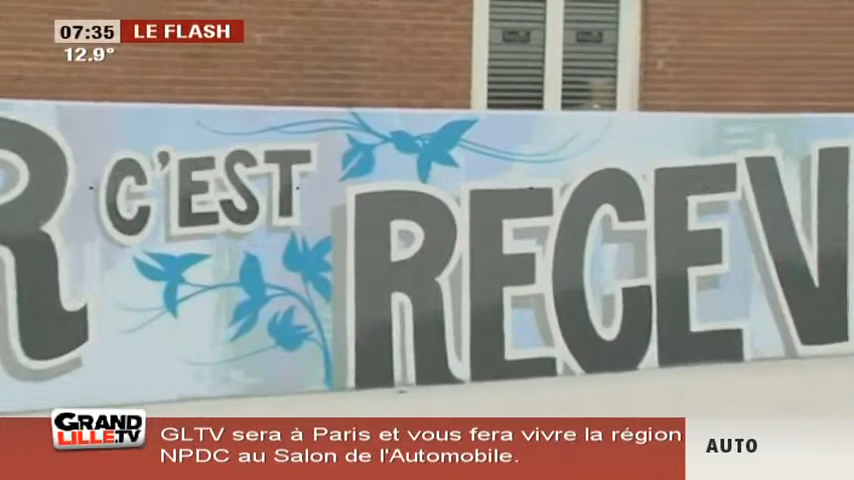 07:35 LE FLASH
12.9°
R C'EST RECEV
GRAND
LILLE.TV
GLTV sera à Paris et vous fera vivre la région
NPDC au Salon de l'Automobile.
AUTO